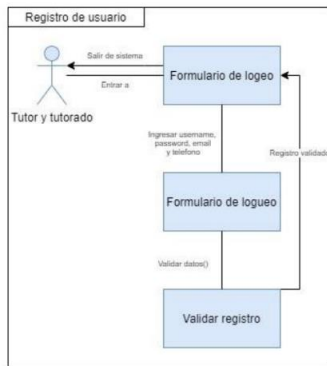 Registro de usuario
Salir de sistema
Formulario de logeo
Entrar a
Tutor y tutorado
Ingresar username,
password, email
y telefono
Registro validado
Formulario de logueo
Validar datos()
Validar registro